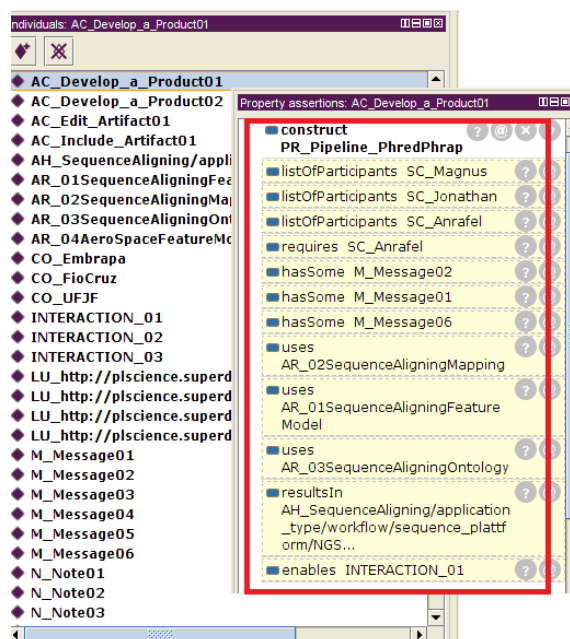 ndividuals: AC_Develop_a_Product01
AC_Develop_a_Product01
AC_Develop_a_Product02
AC_Edit_Artifact01
AC_Include_Artifact01
AH_SequenceAligning/appli
AR_01SequenceAligningFea
AR_02SequenceAligningMa
AR_03SequenceAligningOnt
AR_04AeroSpaceFeatureMo
CO_Embrapa
CO_FioCruz
CO_UFJF
INTERACTION_01
INTERACTION_02
INTERACTION_03
LU_http://plscience.superd
LU_http://plscience.superd
LU_http://plscience.superd
LU_http://plscience.superd
M_Message01
M_Message02
M_Message03
M_Message04
M_Message05
M_Message06
N_Note01
N_Note02
N_Note03
Property assertions: AC_Develop_a_Product01
construct
PR_Pipeline_PhredPhrap
listOfParticipants SC_Magnus
listOfParticipants SC_Jonathan
listOfParticipants SC_Anrafel
requires SC_Anrafel
hasSome M_Message02
hasSome M_Message01
hasSome M_Message06
uses
AR_02SequenceAligningMapping
uses
AR_01SequenceAligningFeature
Model
uses
AR_03SequenceAligningOntology
resultsIn
AH_SequenceAligning/application
_type/workflow/sequence_plattf
orm/NGS...
enables INTERACTION_01